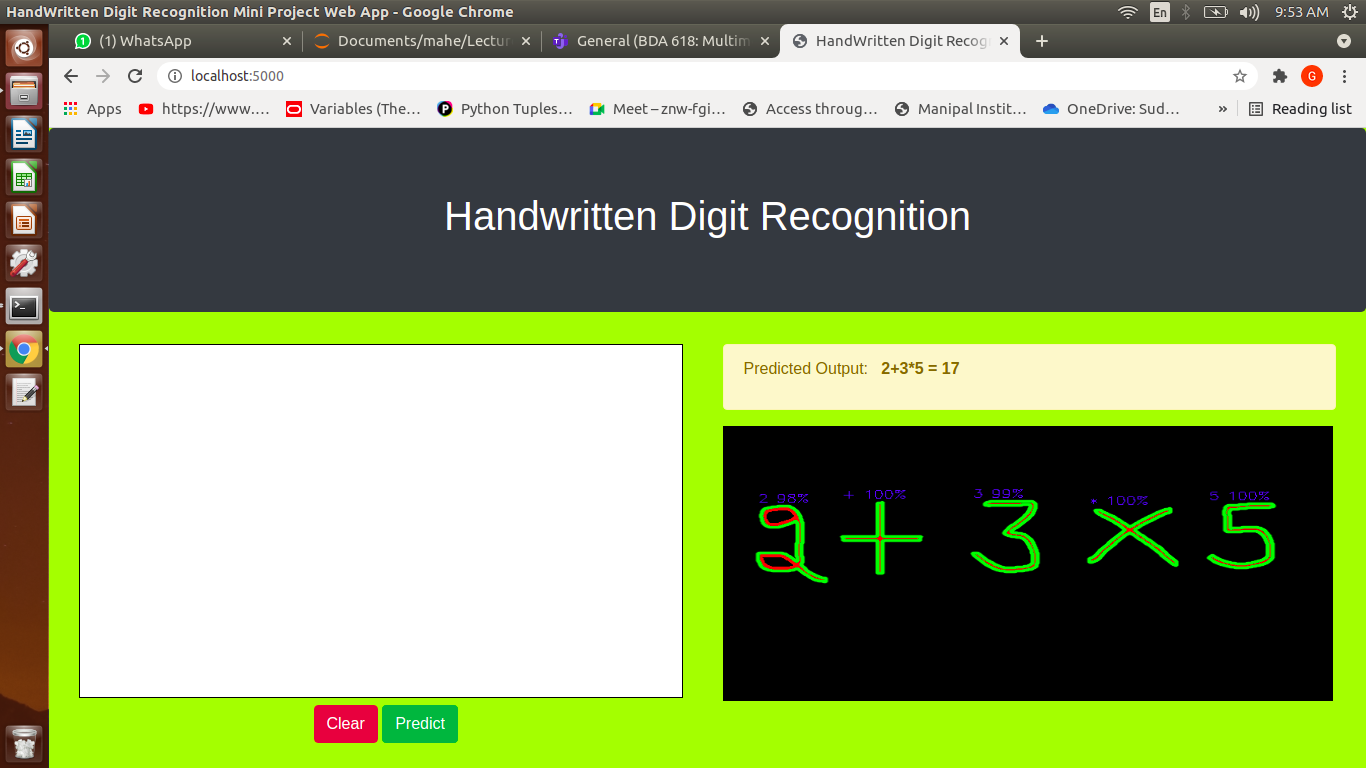 HandWritten Digit Recognition Mini Project Web App - Google Chrome
En
9:53 AM
(1) WhatsApp
Documents/mahe/Lectur
General (BDA 618: Multim
HandWritten Digit Recog
localhost:5000
G
Apps
https://www....
Variables (The...
Python Tuples...
Meet – znw-fgi...
Access throug...
Manipal Instit...
OneDrive: Sud...
»
Reading list
Handwritten Digit Recognition
Predicted Output: 2+3*5 = 17
2 98% + 100% 3 99% * 100% 5 100%
2 + 3 × 5
Clear Predict